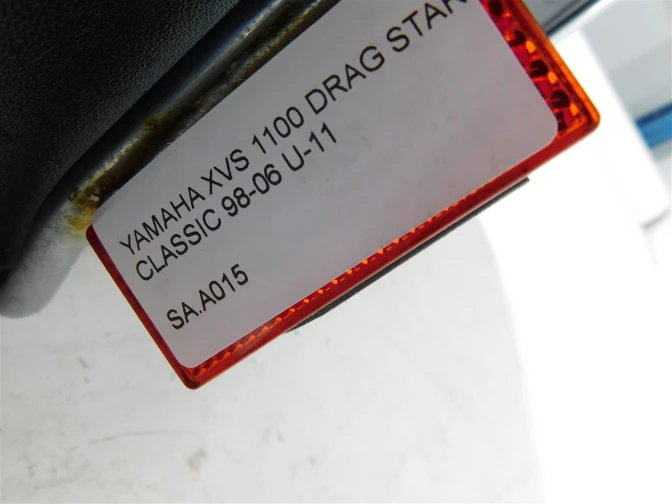 YAMAHA XVS 1100 DRAG STAR
CLASSIC 98-06 U-11
SA.A015